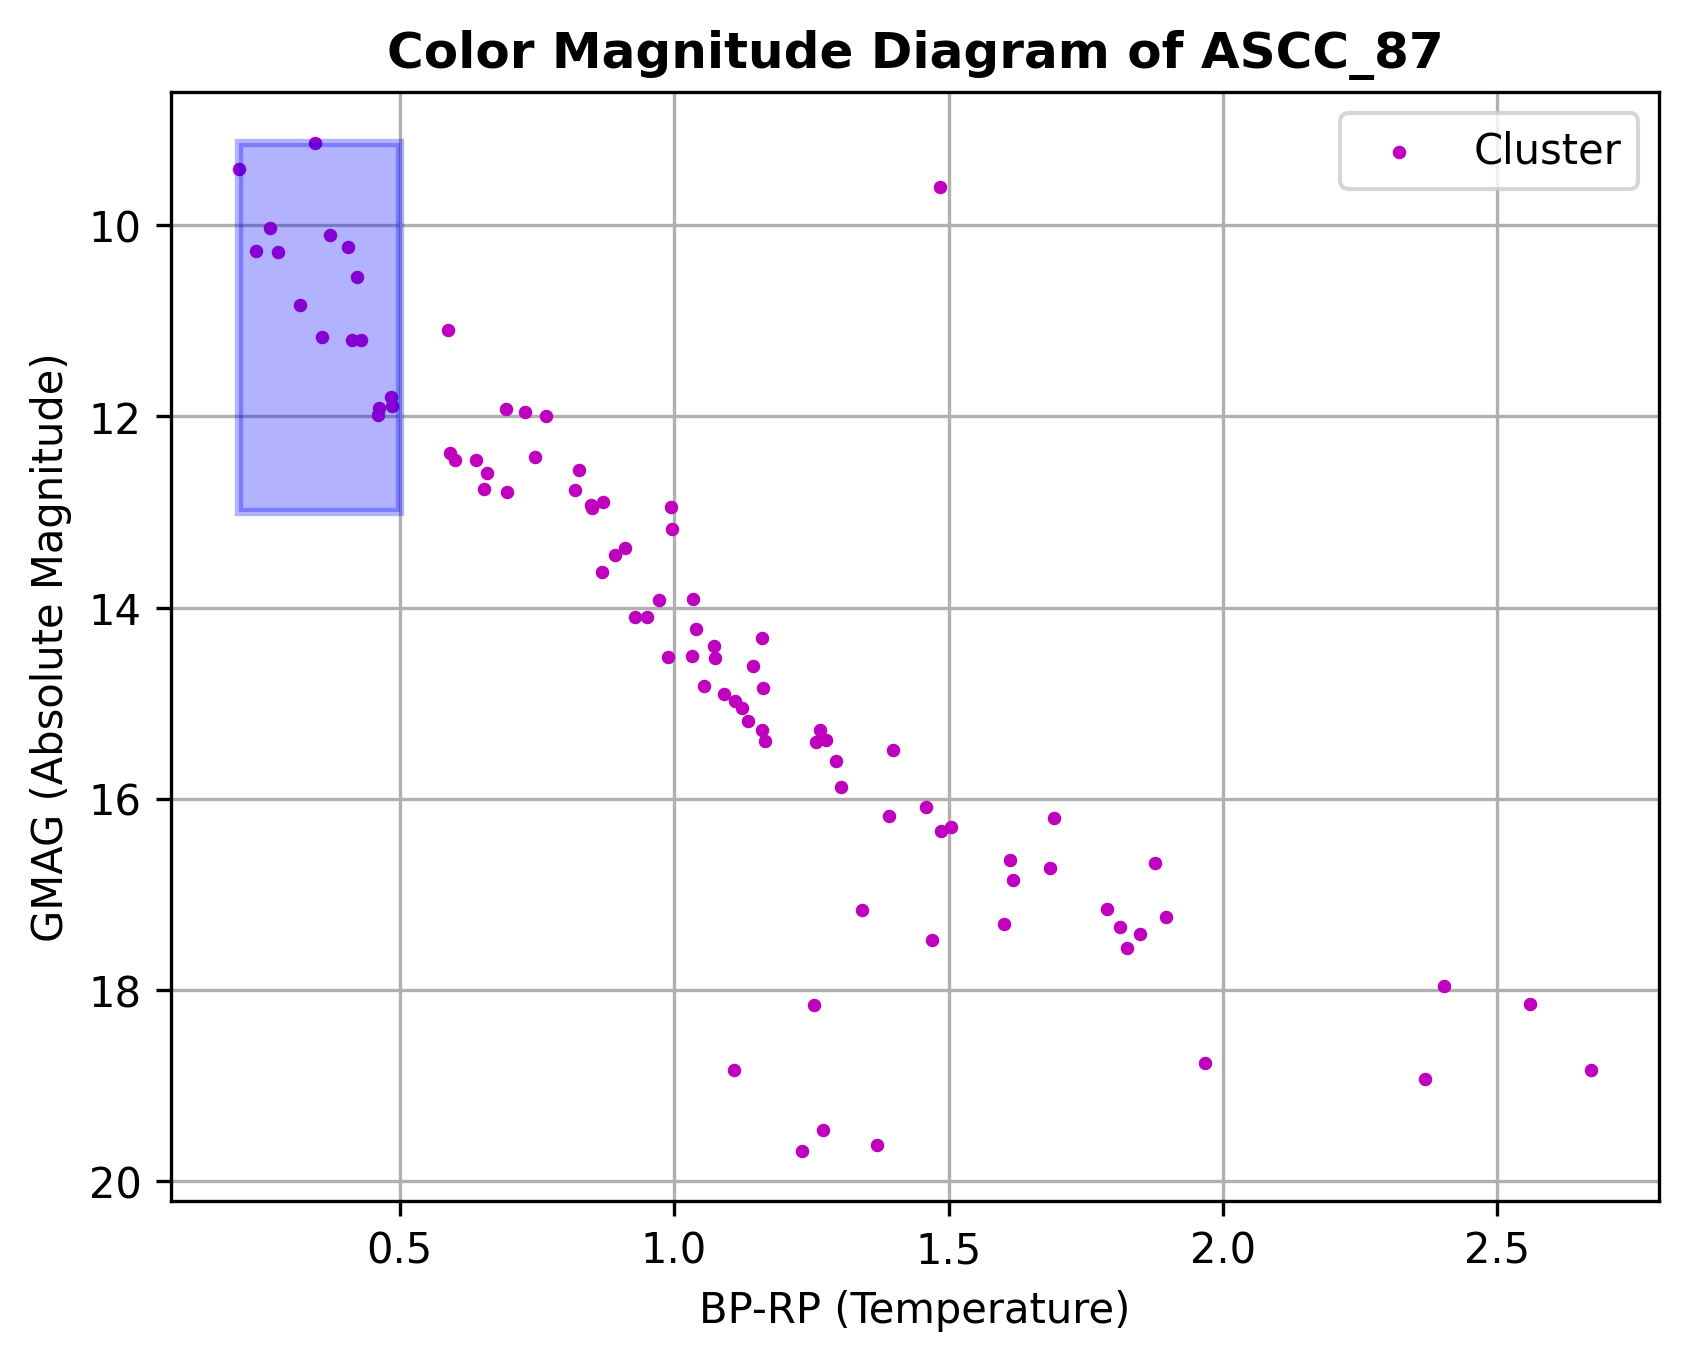 Color Magnitude Diagram of ASCC_87
Cluster
GMAG (Absolute Magnitude)
10
12
14
16
18
20
0.5 1.0 1.5 2.0 2.5
BP-RP (Temperature)